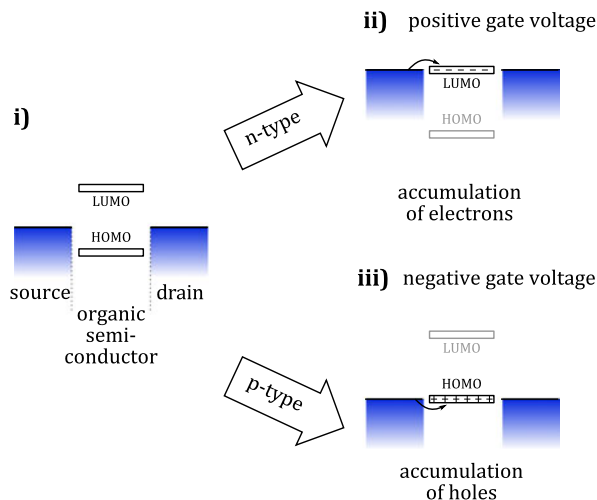 i)
LUMO
HOMO
source
drain
organic
semi-
conductor
n-type
p-type
ii) positive gate voltage
LUMO
HOMO
accumulation
of electrons
iii) negative gate voltage
LUMO
HOMO
accumulation
of holes